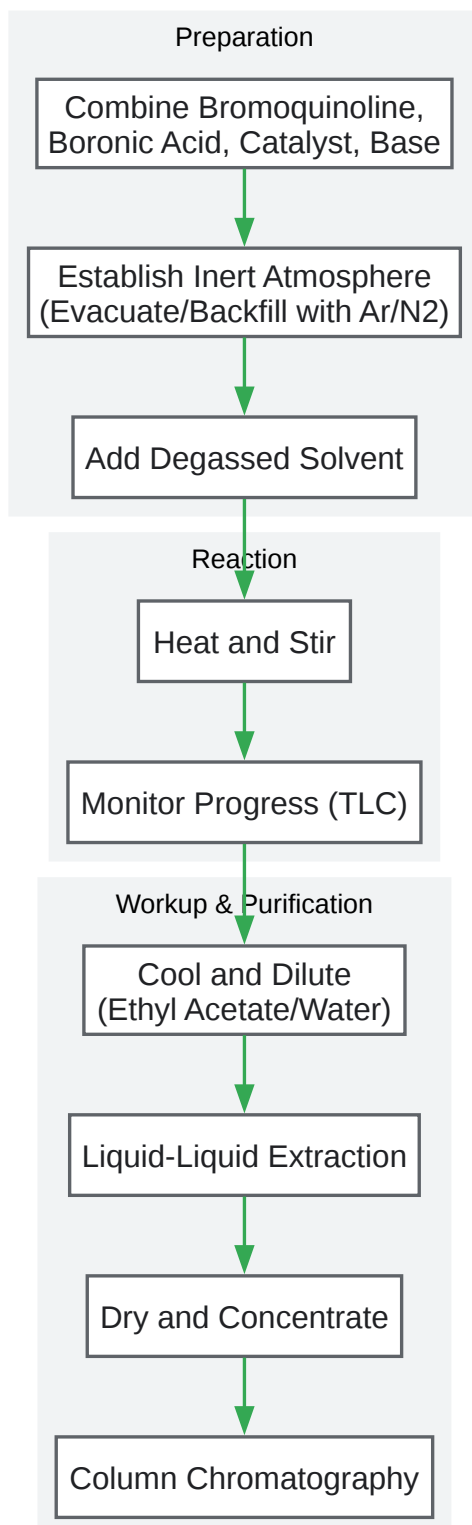 Preparation
Combine Bromoquinoline,
Boronic Acid, Catalyst, Base
Establish Inert Atmosphere
(Evacuate/Backfill with Ar/N2)
Add Degassed Solvent
Reaction
Heat and Stir
Monitor Progress (TLC)
Workup & Purification
Cool and Dilute
(Ethyl Acetate/Water)
Liquid-Liquid Extraction
Dry and Concentrate
Column Chromatography